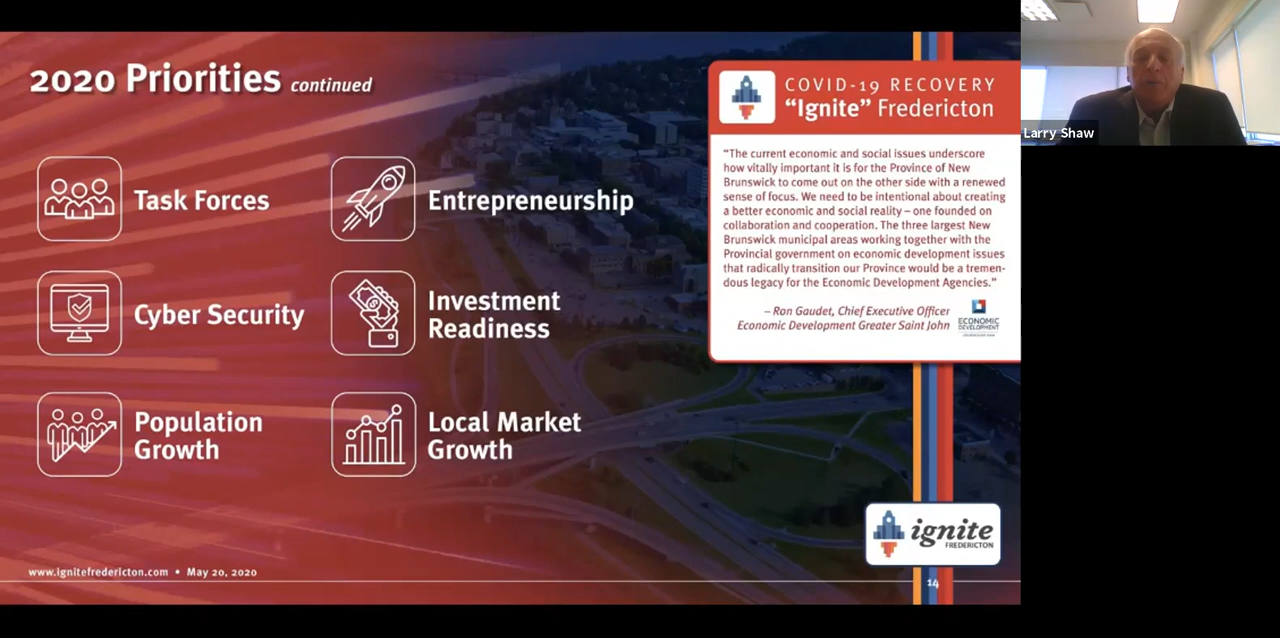 2020 Priorities continued
Task Forces
Entrepreneurship
Cyber Security
Investment
Readiness
Population
Growth
Local Market
Growth
COVID-19 RECOVERY
“Ignite” Fredericton
“The current economic and social issues underscore
how vitally important it is for the Province of New
Brunswick to come out on the other side with a renewed
sense of focus. We need to be intentional about creating
a better economic and social reality – one founded on
collaboration and cooperation. The three largest New
Brunswick municipal areas working together with the
Provincial government on economic development issues
that radically transition our Province would be a tremen-
dous legacy for the Economic Development Agencies.”
– Ron Gaudet, Chief Executive Officer
Economic Development Greater Saint John
ECONOMIC
DEVELOPMENT
ignite
FREDERICTON
www.ignitefredericton.com • May 20, 2020
14
Larry Shaw